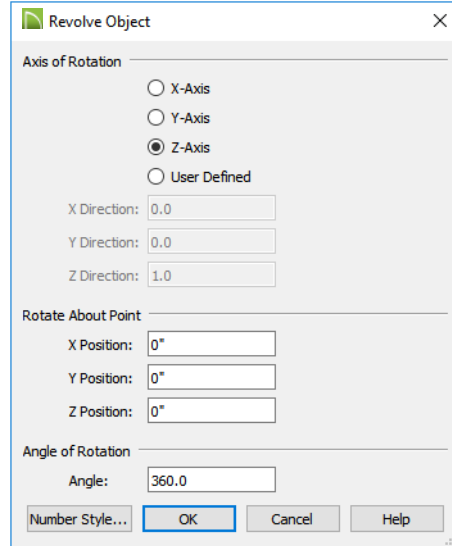 Revolve Object
Axis of Rotation
X-Axis
Y-Axis
Z-Axis
User Defined
X Direction: 0.0
Y Direction: 0.0
Z Direction: 1.0
Rotate About Point
X Position: 0"
Y Position: 0"
Z Position: 0"
Angle of Rotation
Angle: 360.0
Number Style... OK Cancel Help